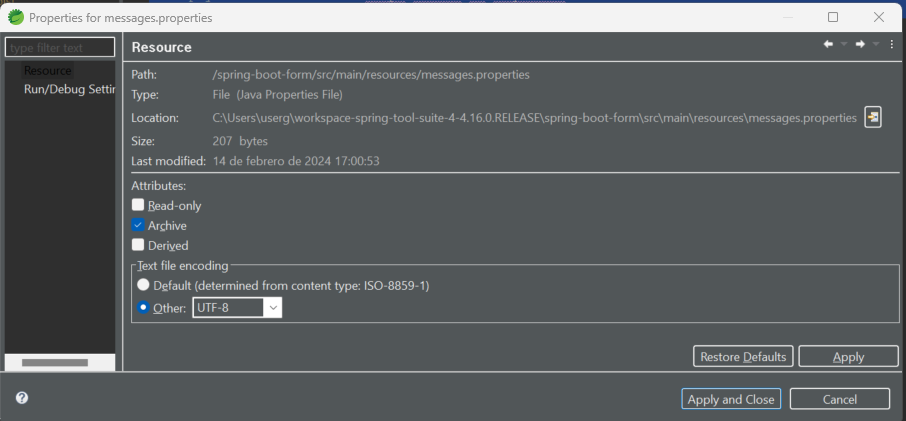 Properties for messages.properties
type filter text
Resource
Run/Debug Settin
Resource
Path: /spring-boot-form/src/main/resources/messages.properties
Type: File (Java Properties File)
Location: C:\Users\userg\workspace-spring-tool-suite-4-4.16.0.RELEASE\spring-boot-form\src\main\resources\messages.properties
Size: 207 bytes
Last modified: 14 de febrero de 2024 17:00:53
Attributes:
Read-only
Archive
Derived
Text file encoding
Default (determined from content type: ISO-8859-1)
Other: UTF-8
Restore Defaults Apply
Apply and Close Cancel